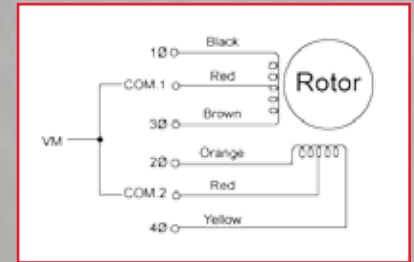 1Ø Black
COM.1 Red
Rotor
3Ø Brown
VM
2Ø Orange
COM.2 Red
4Ø Yellow